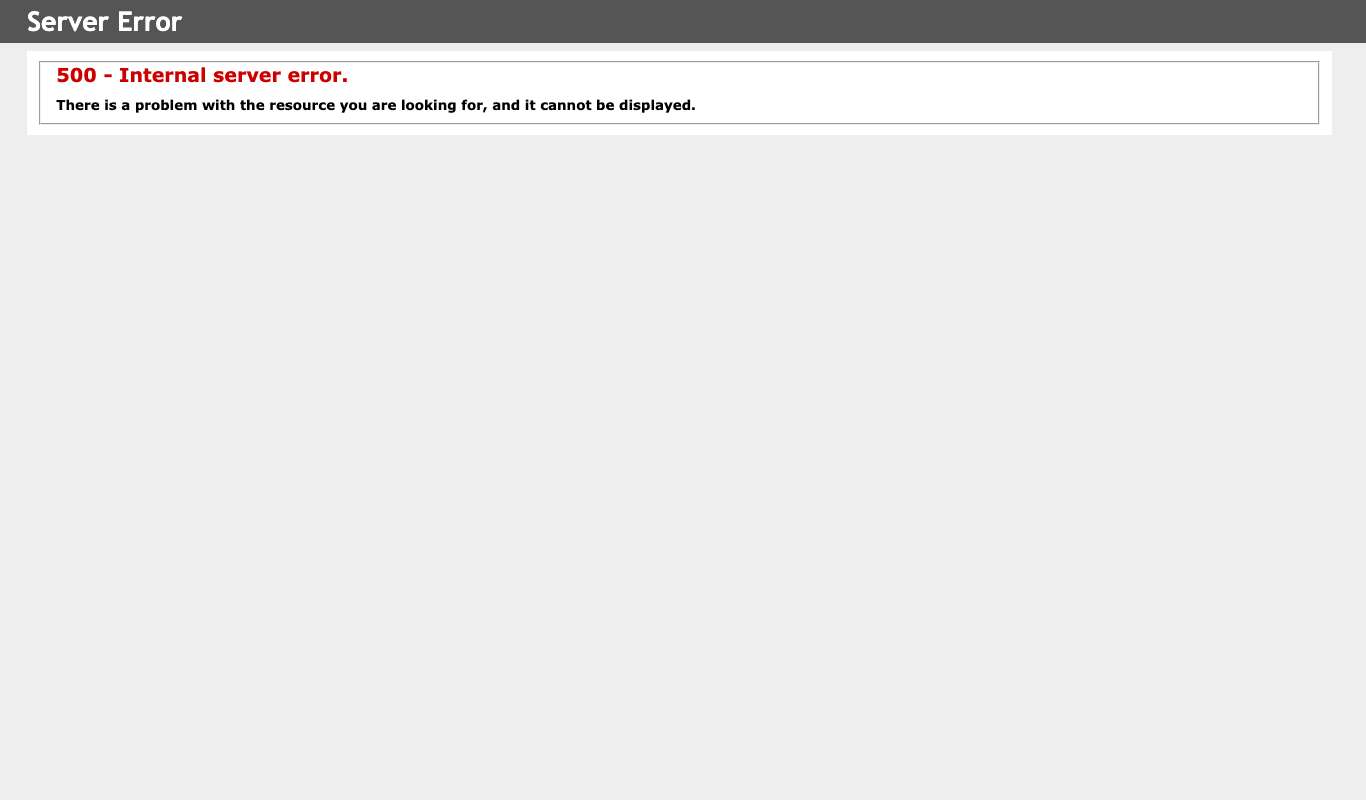 Server Error
500 - Internal server error.
There is a problem with the resource you are looking for, and it cannot be displayed.